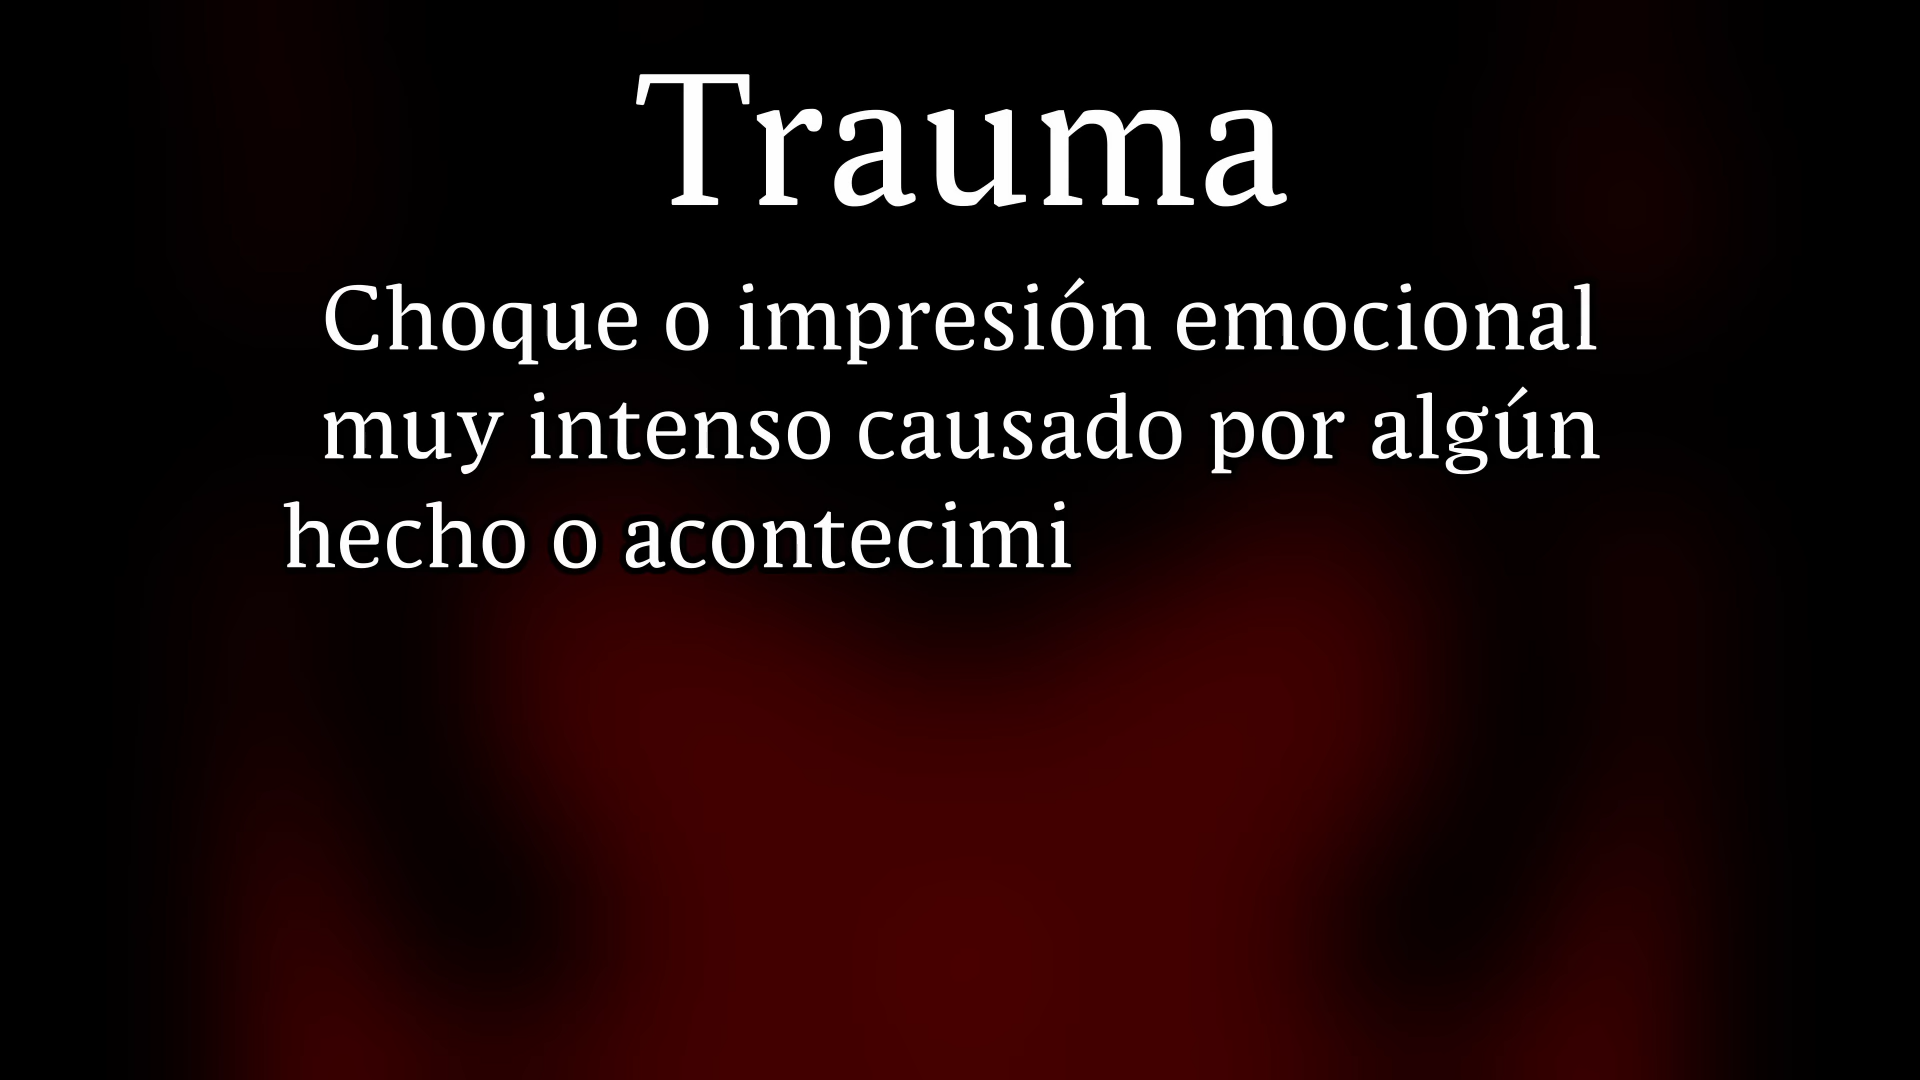 Trauma
Choque o impresión emocional
muy intenso causado por algún
hecho o acontecimi